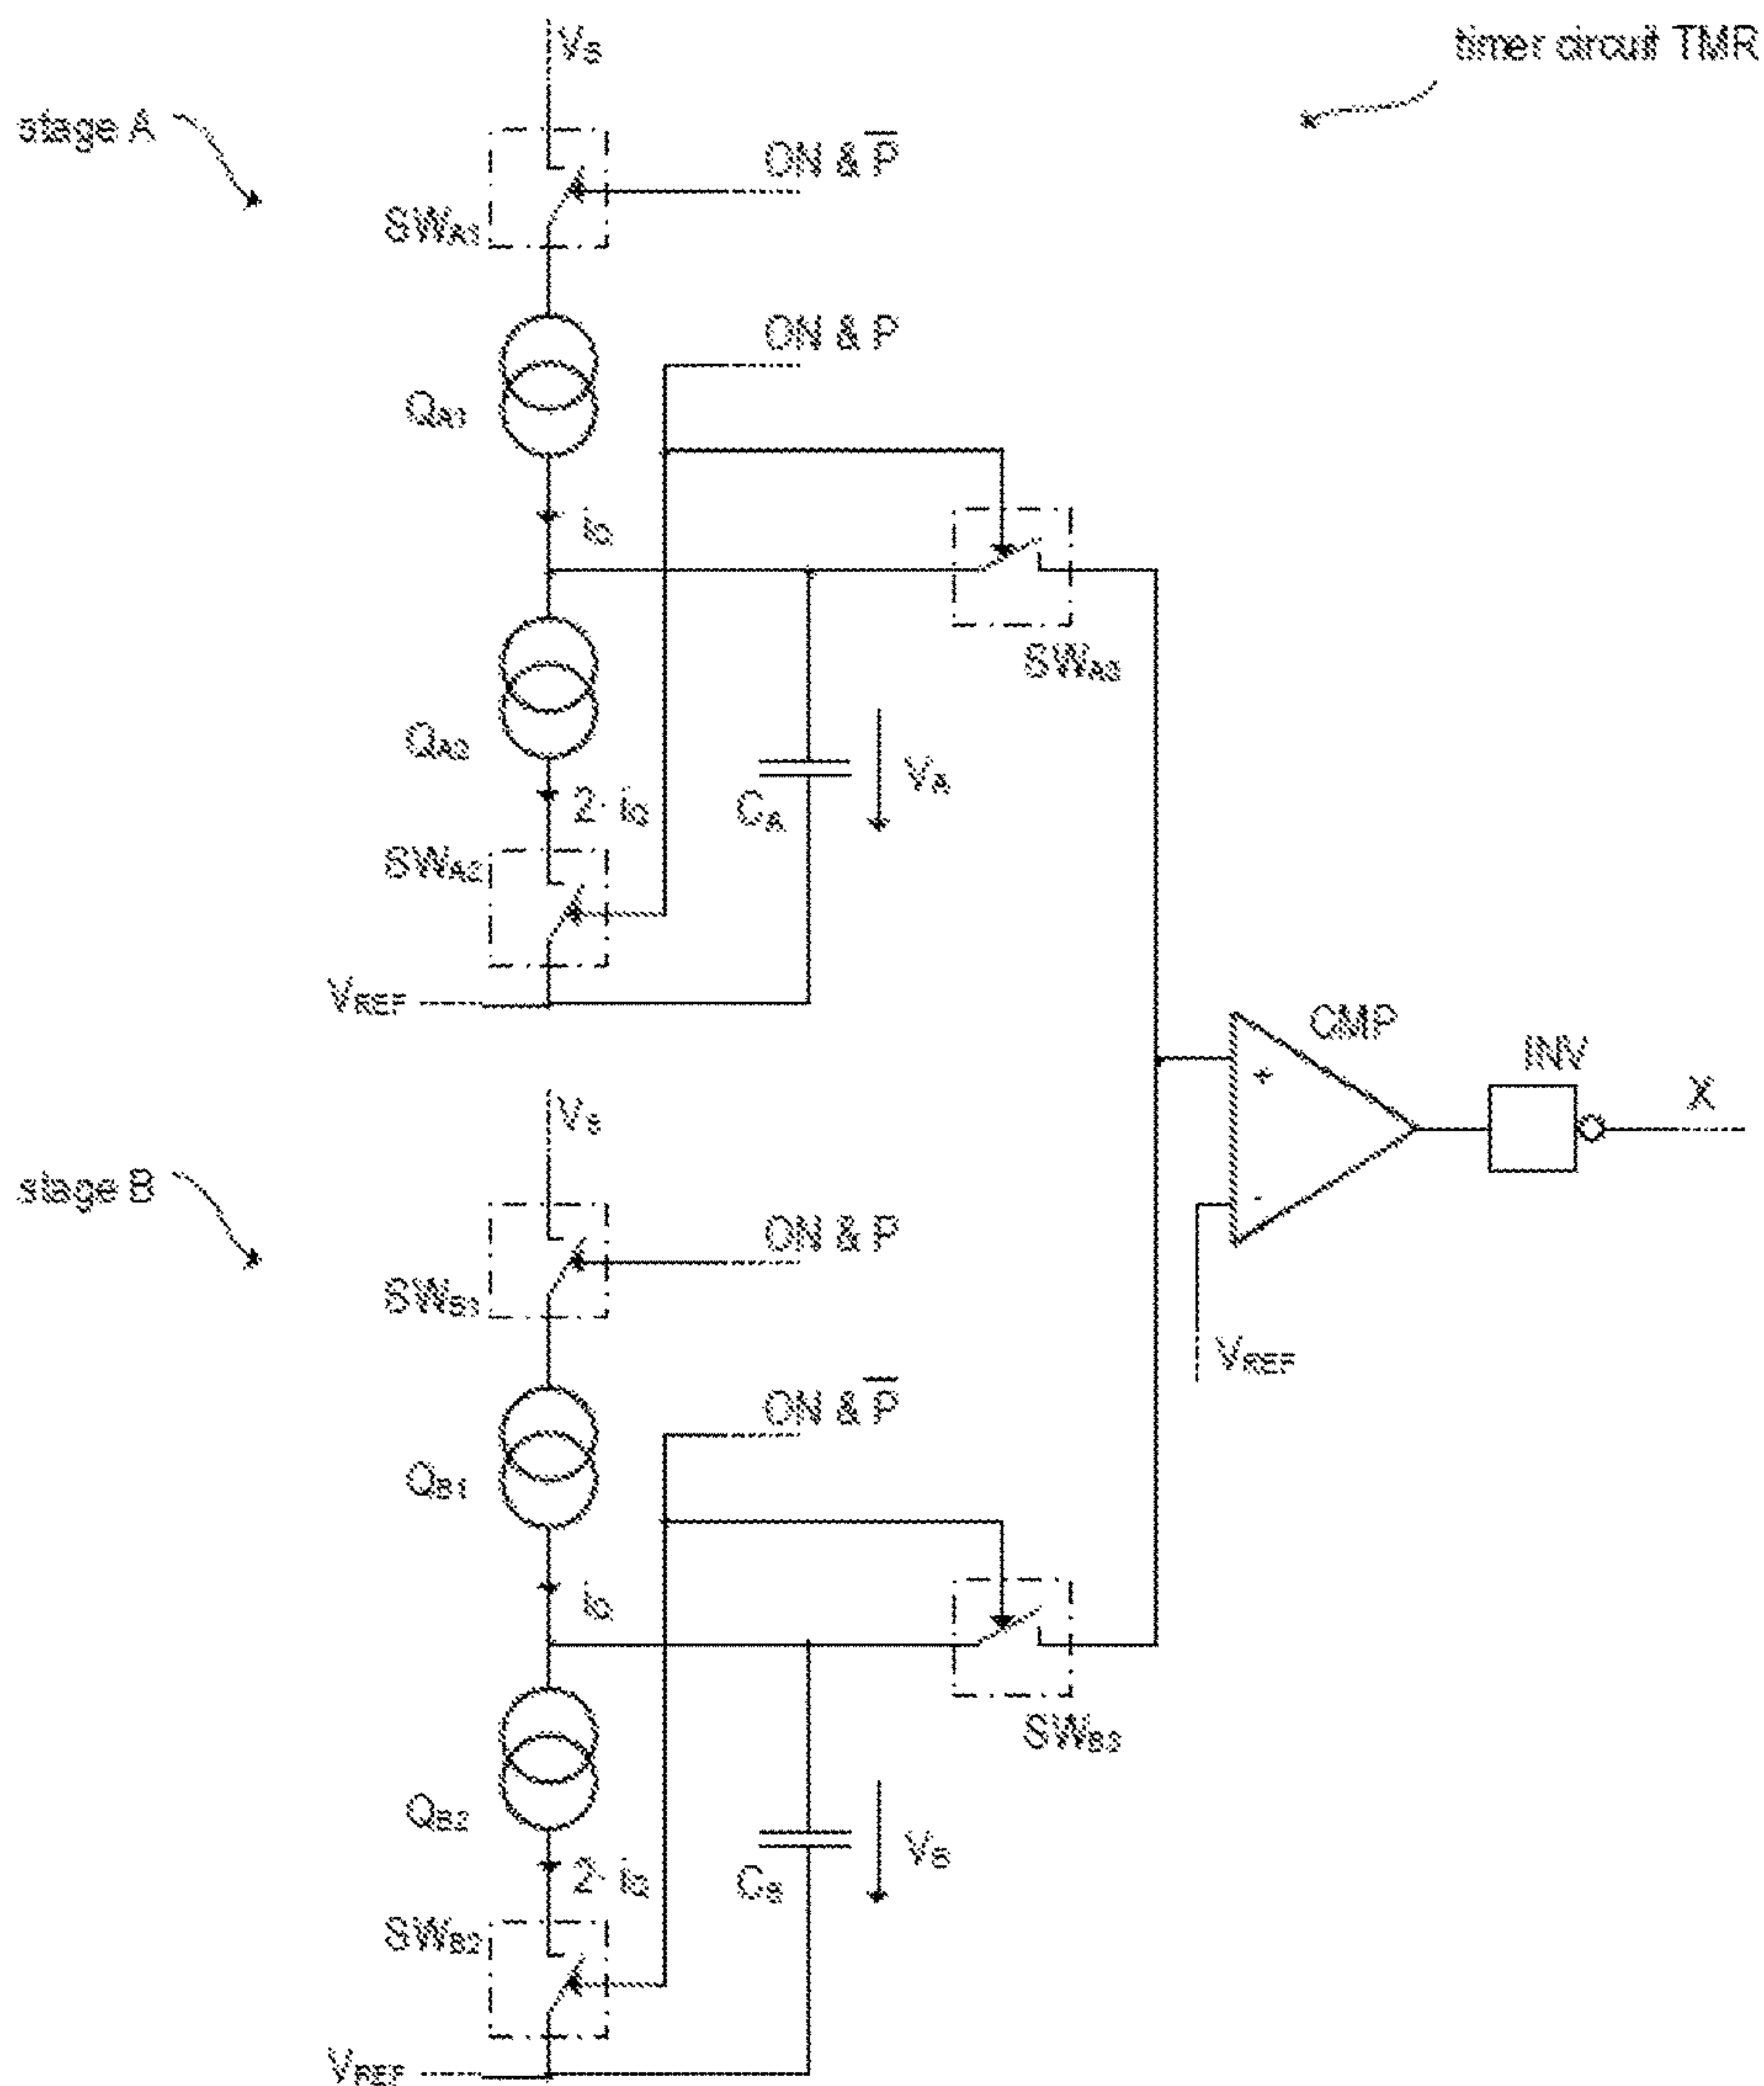 timer circuit TMR
stage A
VS
ON & P̅
SWA1
ON & P
QA1
i0
SWA3
QA2
2· i0
CA
VA
SWA2
VREF
CMP
+
-
INV
X
VREF
stage B
VS
ON & P
SWB1
ON & P̅
QB1
i0
SWB3
QB2
2· i0
CB
VB
SWB2
VREF